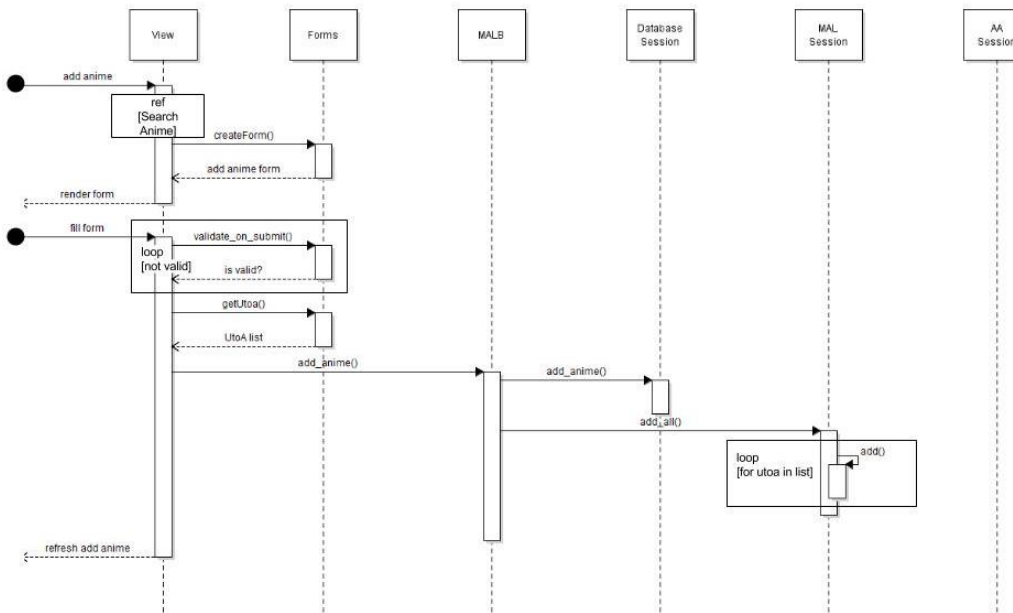 View
Forms
MALB
Database
Session
MAL
Session
AA
Session
add anime
ref
[Search
Anime]
createForm()
add anime form
render form
fill form
validate_on_submit()
loop
[not valid]
is valid?
getUtoa()
UtoA list
add_anime()
add_anime()
add_all()
loop
[for utoa in list]
add()
refresh add anime